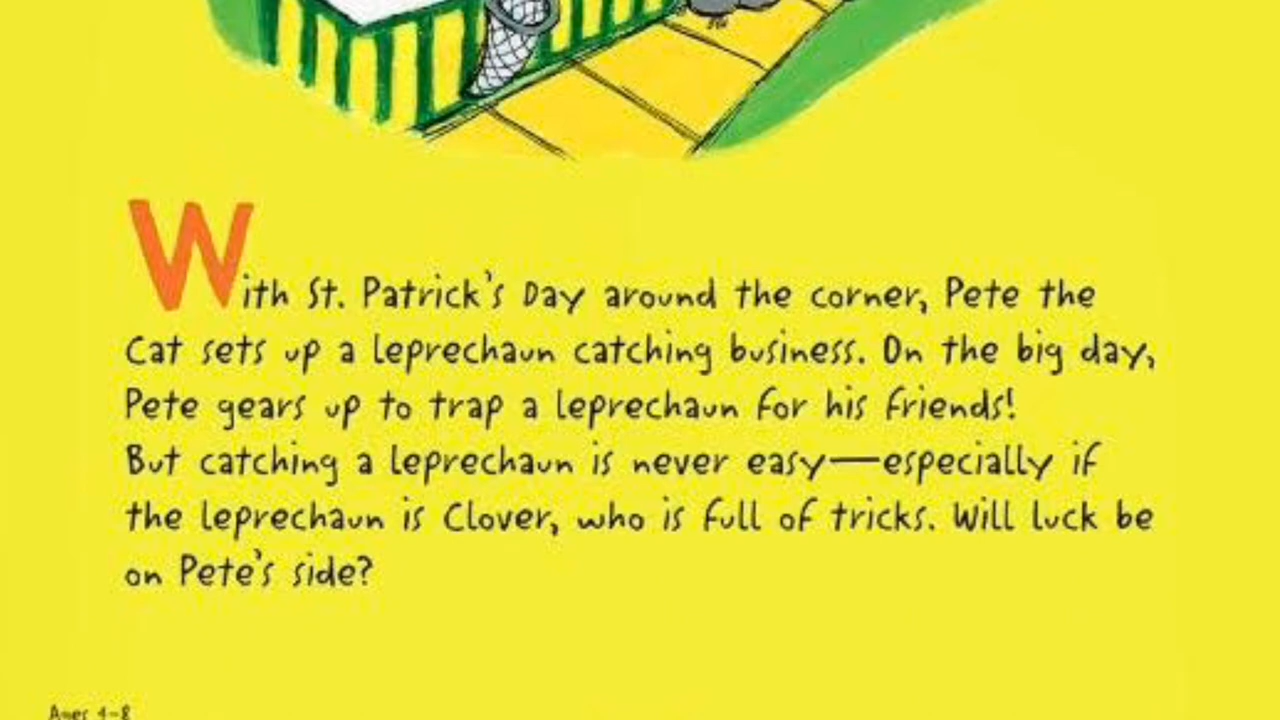 With St. Patrick's Day around the corner, Pete the
Cat sets up a leprechaun catching business. On the big day,
Pete gears up to trap a leprechaun for his friends!
But catching a leprechaun is never easy—especially if
the leprechaun is Clover, who is full of tricks. Will luck be
on Pete's side?
Ages 4-8